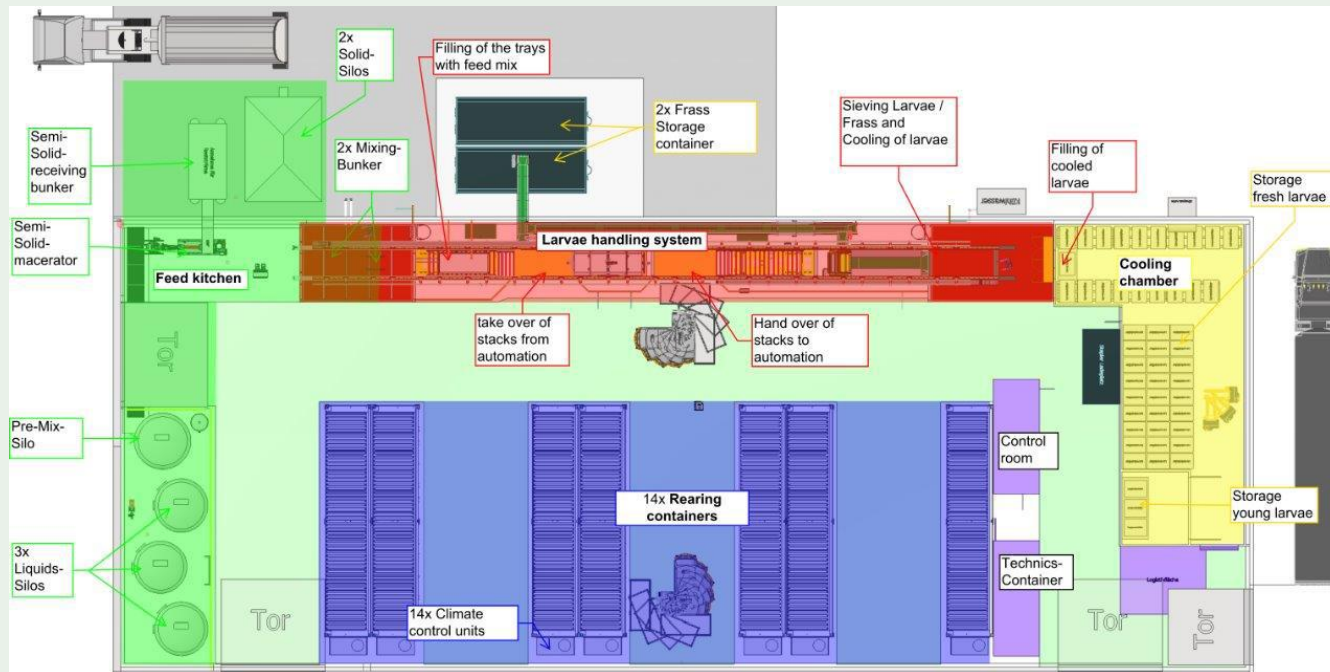 2x
Solid-
Silos
Filling of the trays
with feed mix
Semi-
Solid-
receiving
bunker
2x Mixing-
Bunker
2x Frass
Storage
container
Sieving Larvae /
Frass and
Cooling of larvae
Filling of
cooled
larvae
Storage
fresh larvae
Semi-
Solid-
macerator
Feed kitchen
Larvae handling system
Cooling
chamber
take over of
stacks from
automation
Hand over of
stacks to
automation
Tor
Pre-Mix-
Silo
3x
Liquids-
Silos
14x Rearing
containers
Control
room
Technics-
Container
Storage
young larvae
Logistikfläche
14x Climate
control units
Tor
Tor
Tor